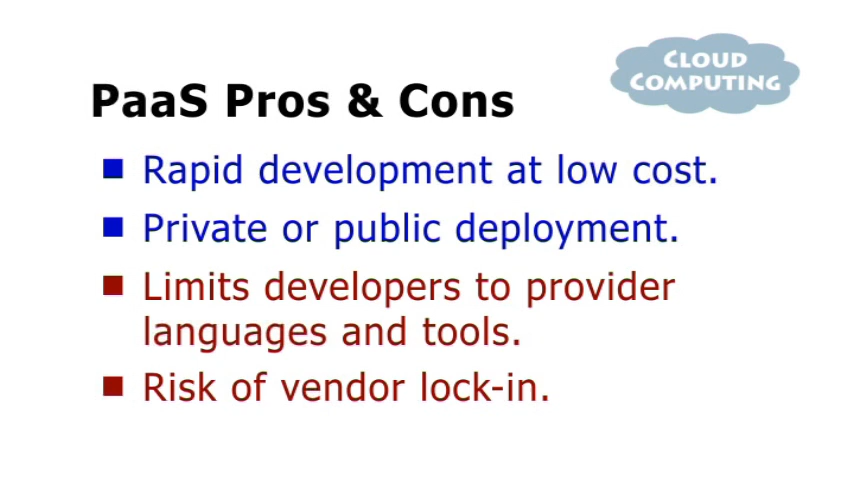 CLOUD
COMPUTING
PaaS Pros & Cons
Rapid development at low cost.
Private or public deployment.
Limits developers to provider
languages and tools.
Risk of vendor lock-in.